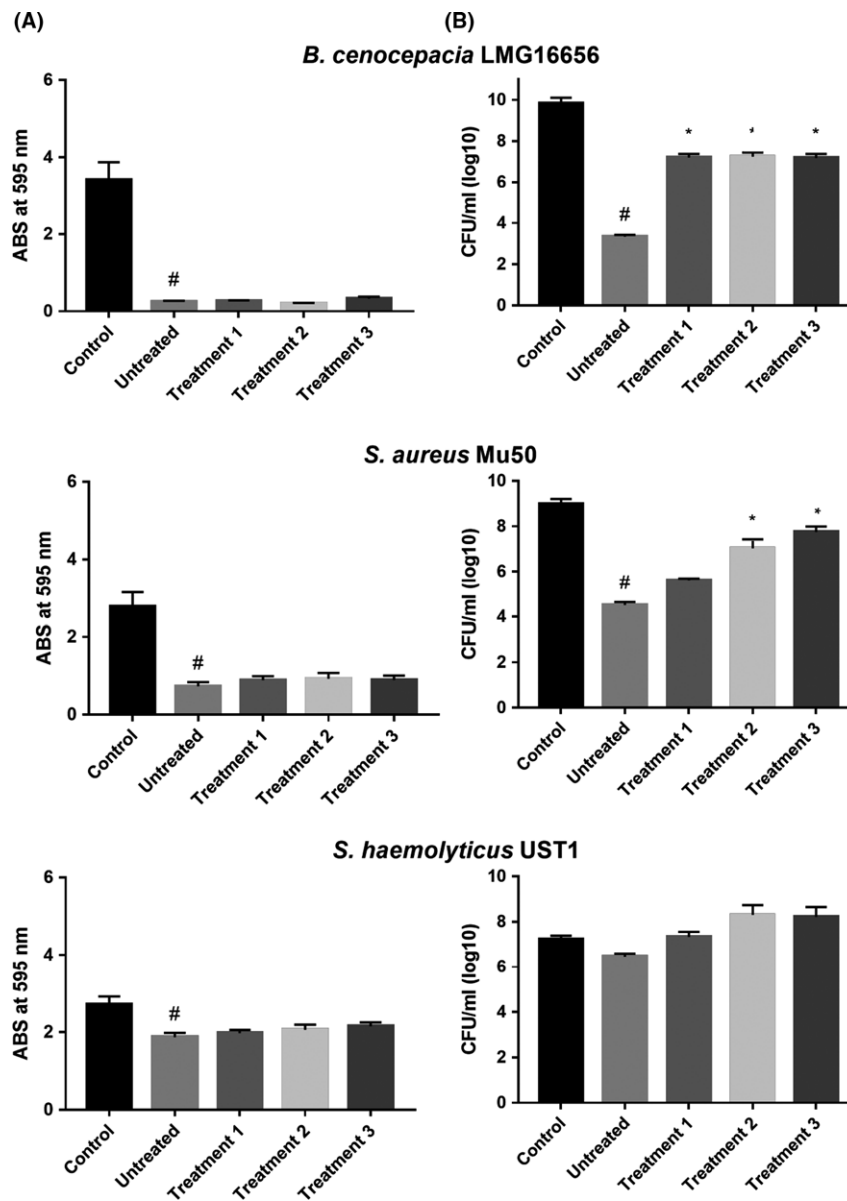 (A)
(B)
B. cenocepacia LMG16656
ABS at 595 nm
6
4
2
0
#
Control
Untreated
Treatment 1
Treatment 2
Treatment 3
CFU/ml (log10)
10
8
6
4
2
0
#
*
*
*
Control
Untreated
Treatment 1
Treatment 2
Treatment 3
S. aureus Mu50
ABS at 595 nm
6
4
2
0
#
Control
Untreated
Treatment 1
Treatment 2
Treatment 3
CFU/ml (log10)
10
8
6
4
2
0
#
*
*
Control
Untreated
Treatment 1
Treatment 2
Treatment 3
S. haemolyticus UST1
ABS at 595 nm
6
4
2
0
#
Control
Untreated
Treatment 1
Treatment 2
Treatment 3
CFU/ml (log10)
10
8
6
4
2
0
Control
Untreated
Treatment 1
Treatment 2
Treatment 3